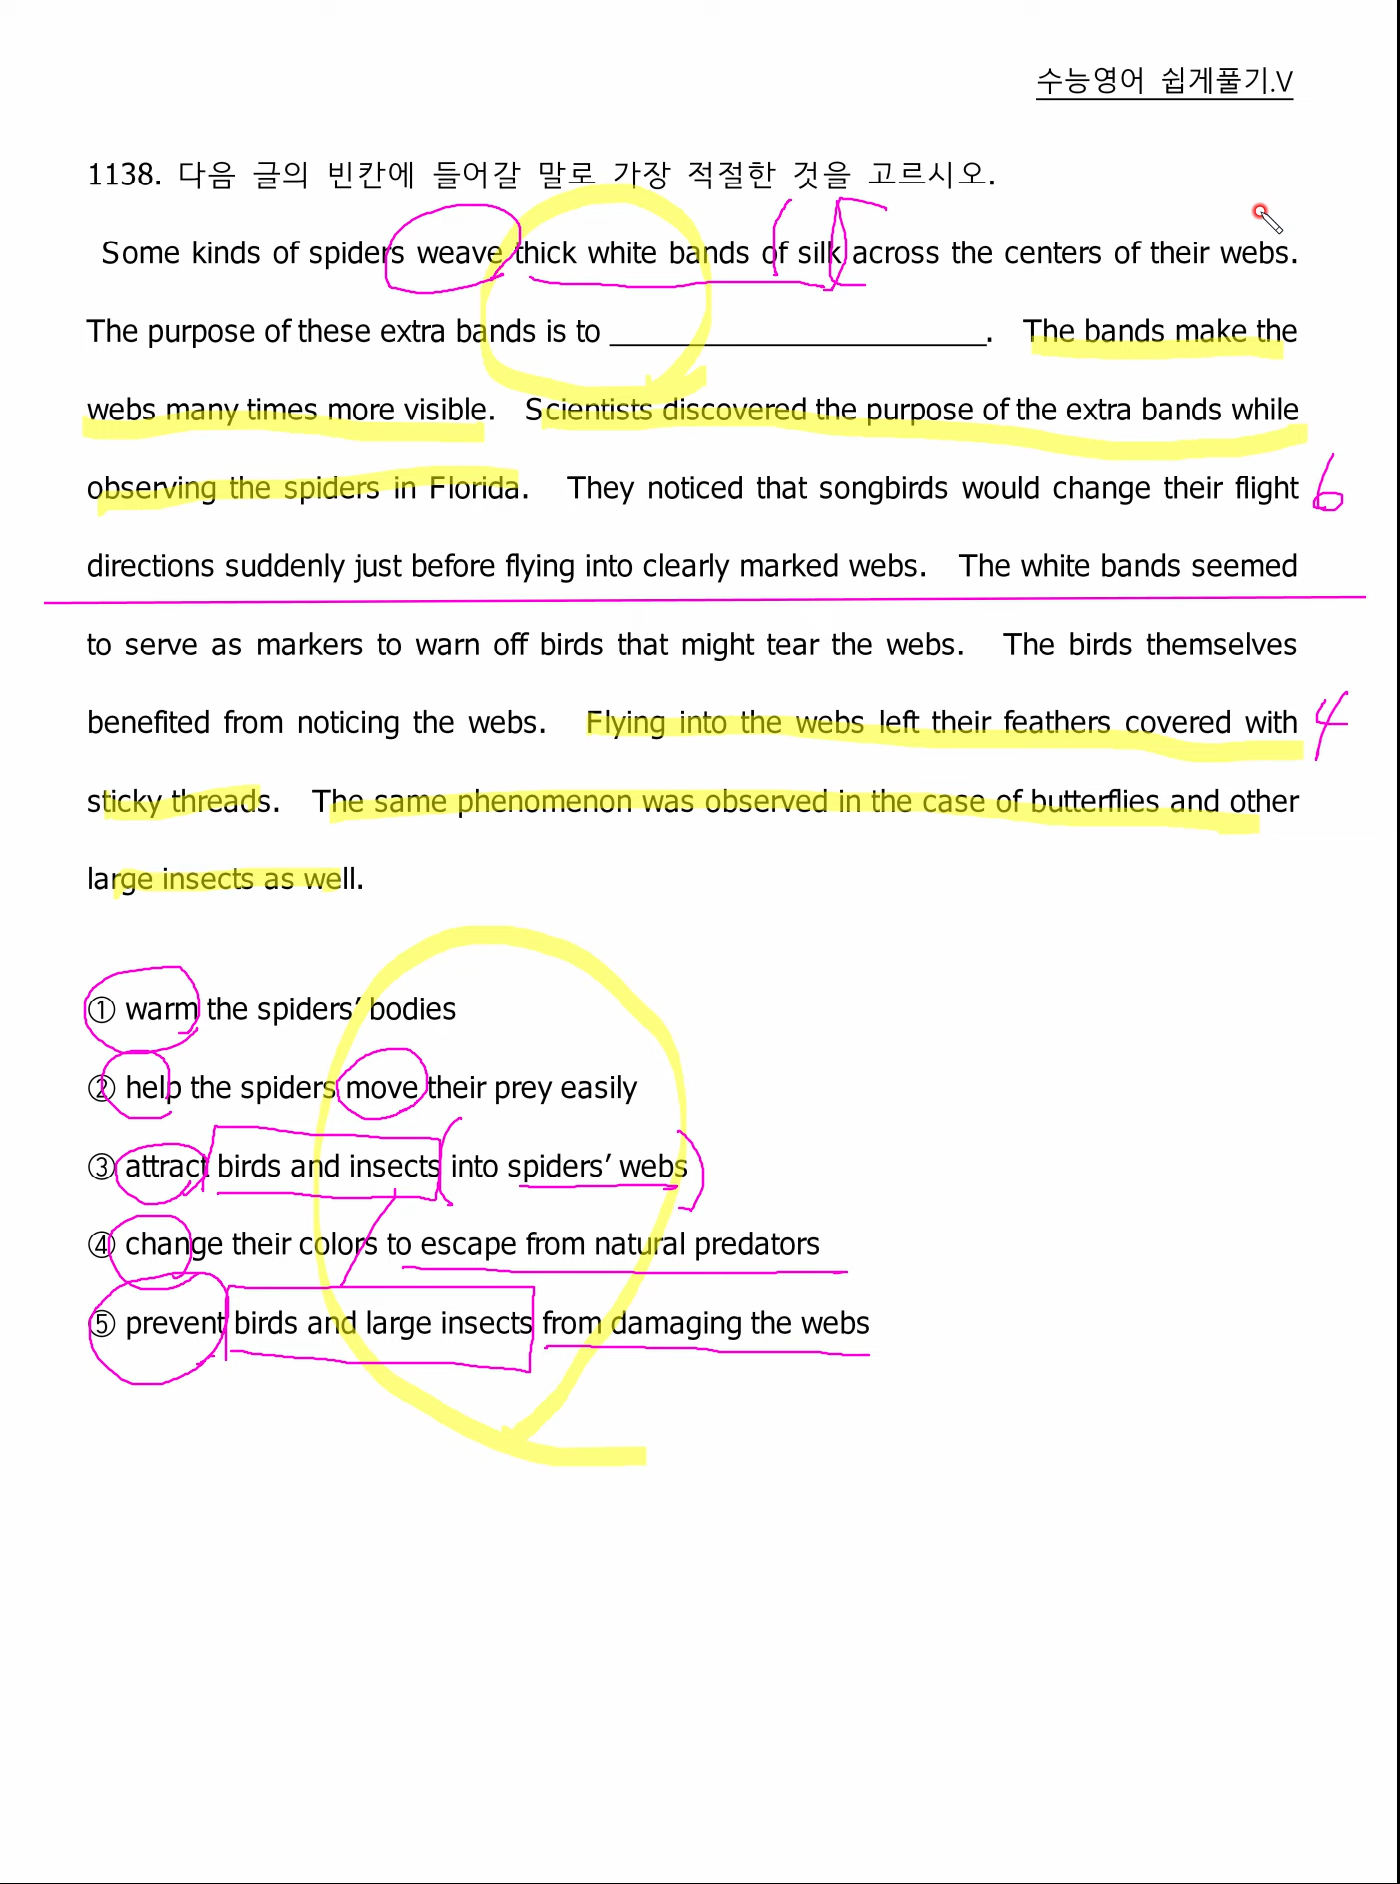 수능영어 쉽게풀기.V
1138. 다음 글의 빈칸에 들어갈 말로 가장 적절한 것을 고르시오.
Some kinds of spiders weave thick white bands of silk across the centers of their webs.
The purpose of these extra bands is to ______________________. The bands make the
webs many times more visible. Scientists discovered the purpose of the extra bands while
observing the spiders in Florida. They noticed that songbirds would change their flight
6
directions suddenly just before flying into clearly marked webs. The white bands seemed
to serve as markers to warn off birds that might tear the webs. The birds themselves
benefited from noticing the webs. Flying into the webs left their feathers covered with
4
sticky threads. The same phenomenon was observed in the case of butterflies and other
large insects as well.
① warm the spiders’ bodies
② help the spiders move their prey easily
③ attract birds and insects into spiders’ webs
④ change their colors to escape from natural predators
⑤ prevent birds and large insects from damaging the webs